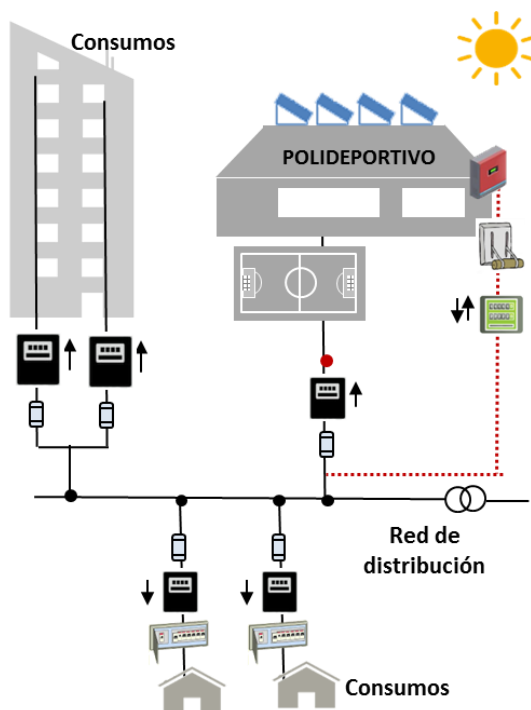 Consumos
POLIDEPORTIVO
Red de
distribución
Consumos